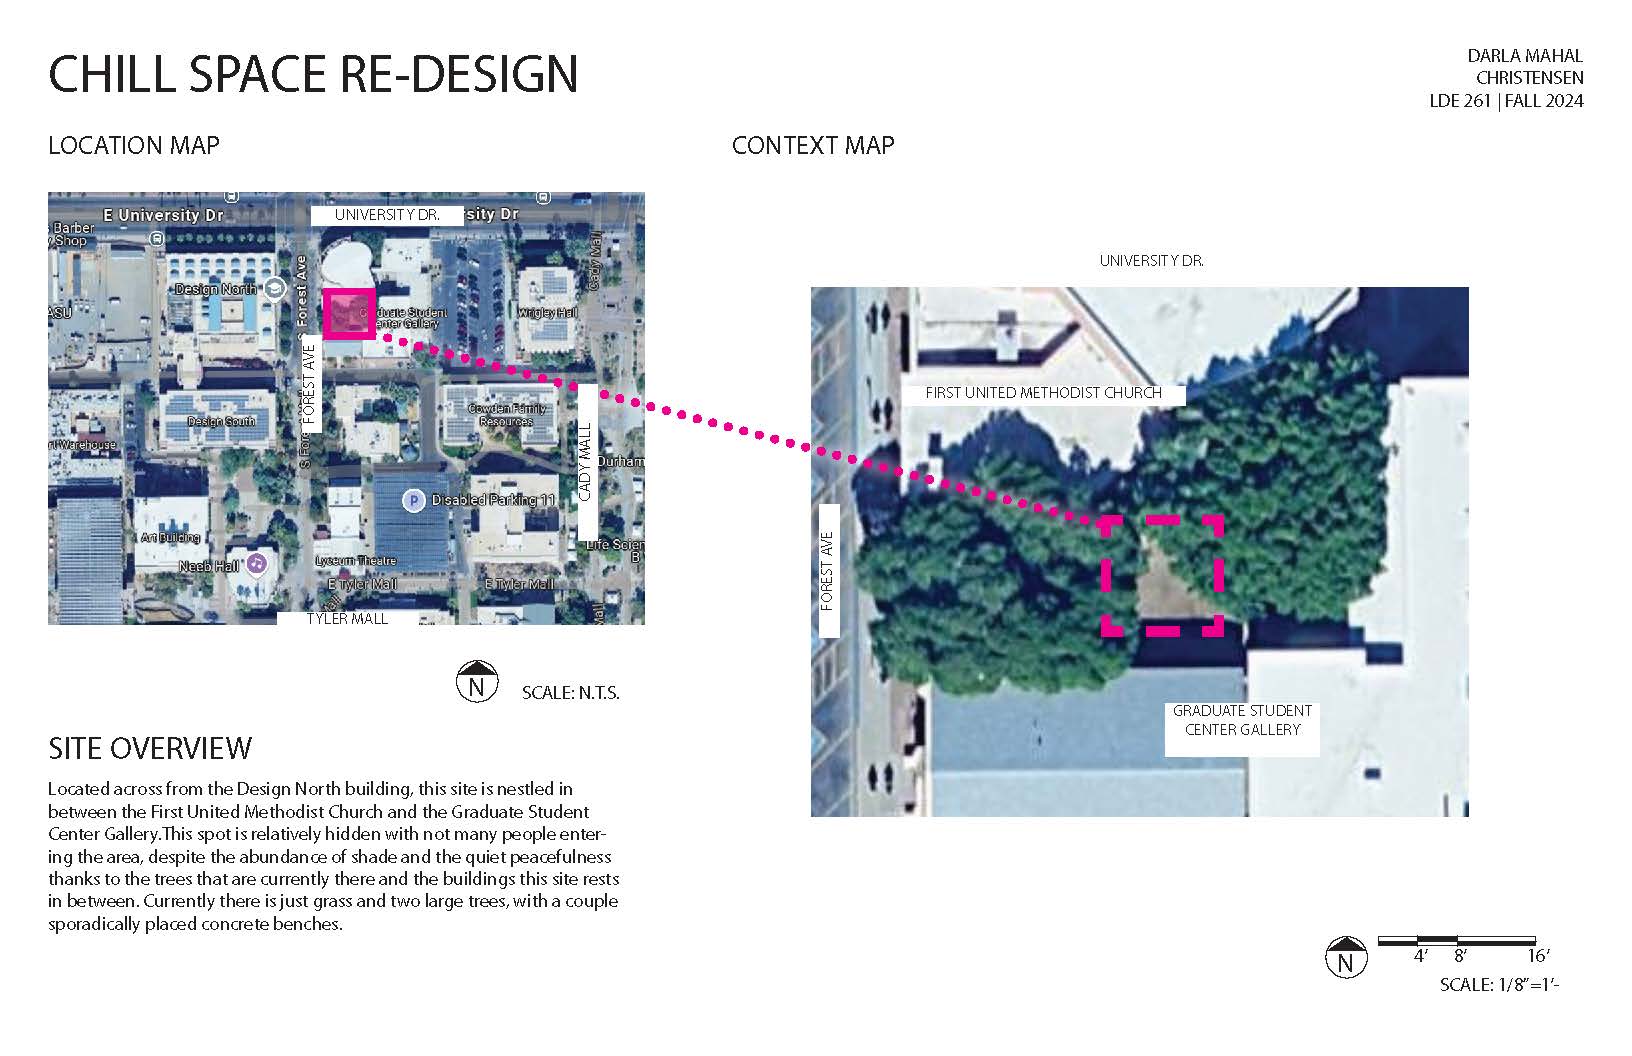 CHILL SPACE RE-DESIGN
DARLA MAHAL
CHRISTENSEN
LDE 261 | FALL 2024
LOCATION MAP
CONTEXT MAP
E University Dr
UNIVERSITY DR.
sity Dr
Barber
Shop
Cady Mall
S Forest Ave
Design North
ASU
Graduate Student
Center Gallery
Wrigley Hall
FOREST AVE
Design South
Cowden Family
Resources
rt Warehouse
S Fore
CADY MALL
Durham
P
Disabled Parking 11
Art Building
Neeb Hall
Lyceum Theatre
Life Scien
B
E Tyler Mall
E Tyler Mall
Mall
Mall
TYLER MALL
N
SCALE: N.T.S.
UNIVERSITY DR.
FIRST UNITED METHODIST CHURCH
FOREST AVE
GRADUATE STUDENT
CENTER GALLERY
SITE OVERVIEW
Located across from the Design North building, this site is nestled in
between the First United Methodist Church and the Graduate Student
Center Gallery.This spot is relatively hidden with not many people enter-
ing the area, despite the abundance of shade and the quiet peacefulness
thanks to the trees that are currently there and the buildings this site rests
in between. Currently there is just grass and two large trees, with a couple
sporadically placed concrete benches.
N
4' 8' 16'
SCALE: 1/8"=1'-